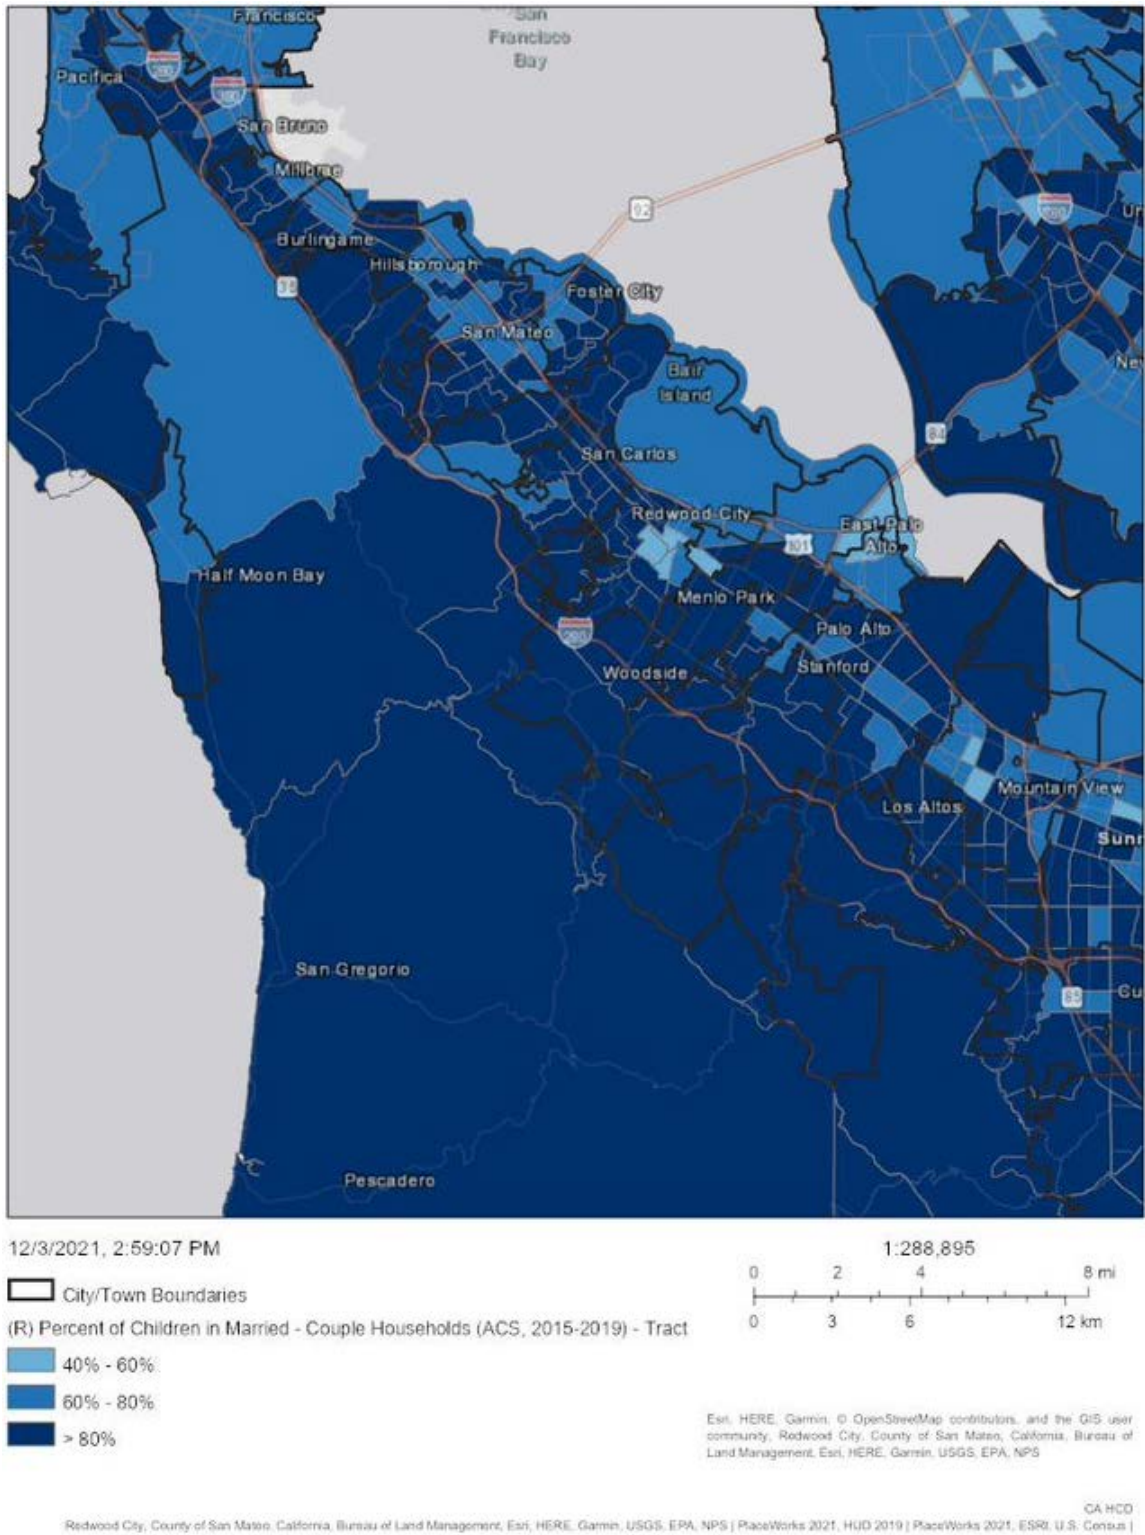 San
Francisco
Bay
Francisco
Pacifica
280
380
San Bruno
Millbrae
92
880
Burlingame
Hillsborough
35
Foster City
San Mateo
Bair
Island
84
San Carlos
Redwood City
East Palo
Alto
101
Half Moon Bay
Menlo Park
280
Palo Alto
Woodside
Stanford
Mountain View
Los Altos
Sunn
San Gregorio
85
Cu
Pescadero
12/3/2021, 2:59:07 PM
1:288,895
0 2 4 8 mi
0 3 6 12 km
City/Town Boundaries
(R) Percent of Children in Married - Couple Households (ACS, 2015-2019) - Tract
40% - 60%
60% - 80%
> 80%
Esri, HERE, Garmin, © OpenStreetMap contributors, and the GIS user
community, Redwood City, County of San Mateo, California, Bureau of
Land Management, Esri, HERE, Garmin, USGS, EPA, NPS
CA HCD
Redwood City, County of San Mateo, California, Bureau of Land Management, Esri, HERE, Garmin, USGS, EPA, NPS | PlaceWorks 2021, HUD 2019 | PlaceWorks 2021, ESRI, U.S. Census |